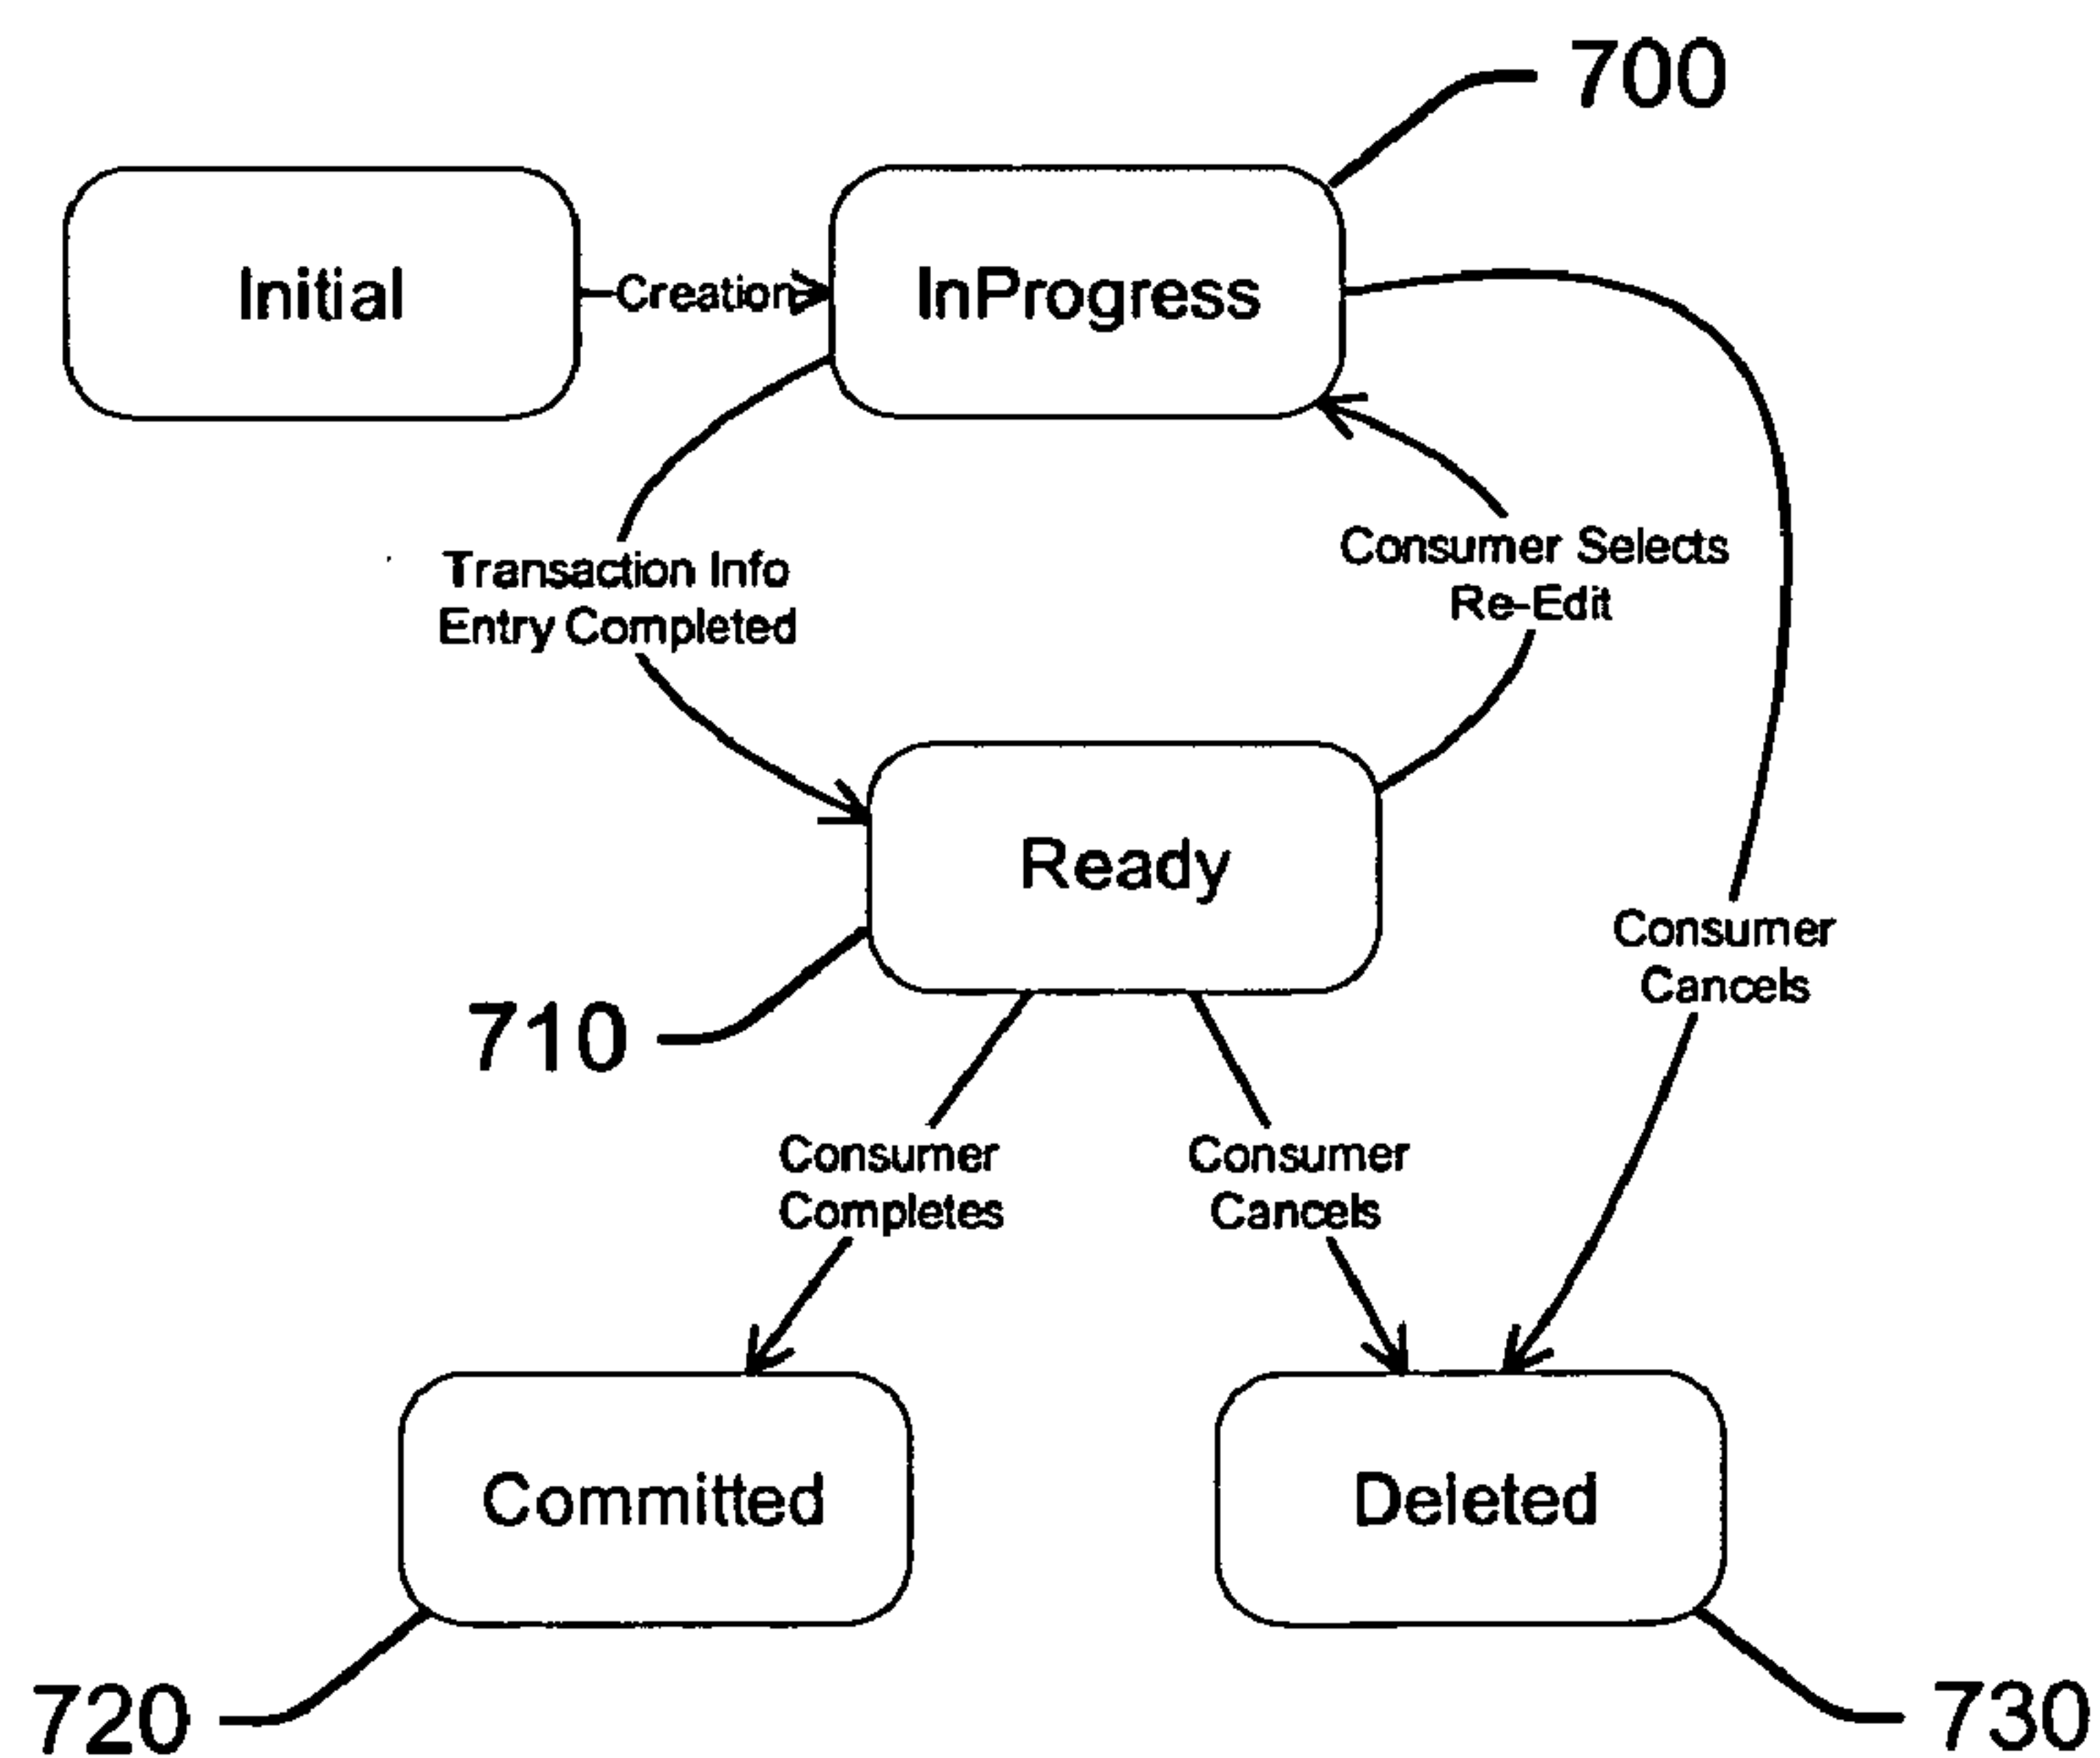 700
Initial
Creation
InProgress
Transaction Info
Entry Completed
Consumer Selects
Re-Edit
Ready
Consumer
Cancels
710
Consumer
Completes
Consumer
Cancels
Committed
Deleted
720
730